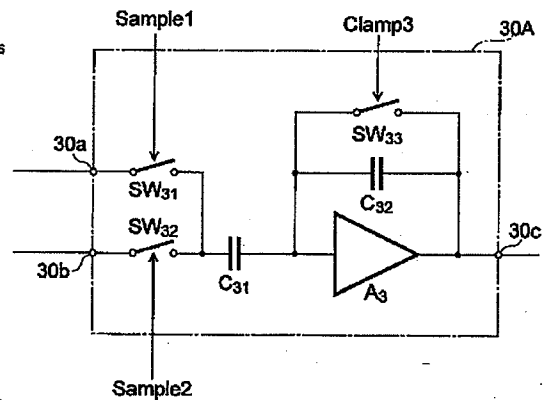 s
Sample1
Clamp3
30A
30a
SW31
SW33
C32
SW32
30b
C31
A3
30c
Sample2